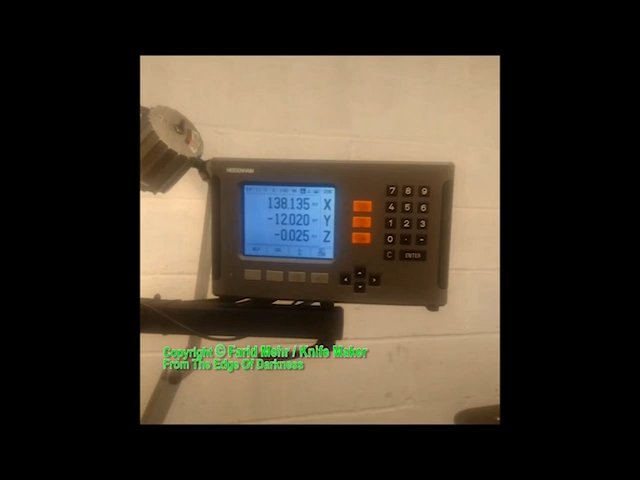 HEIDENHAIN
138.135 X
-12.020 Y
-0.025 Z
7 8 9
4 5 6
1 2 3
0 . -
C ENTER
Copyright © Farid Mehr / Knife Maker
From The Edge Of Darkness